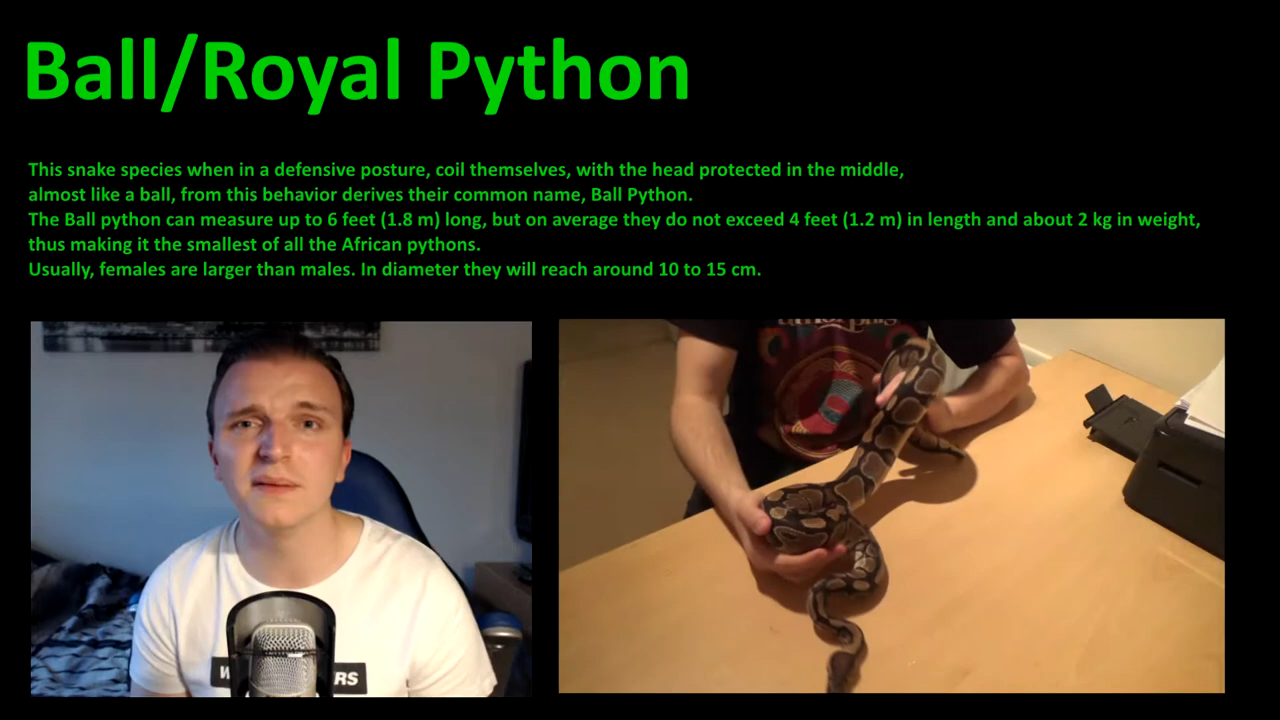 Ball/Royal Python
This snake species when in a defensive posture, coil themselves, with the head protected in the middle,
almost like a ball, from this behavior derives their common name, Ball Python.
The Ball python can measure up to 6 feet (1.8 m) long, but on average they do not exceed 4 feet (1.2 m) in length and about 2 kg in weight,
thus making it the smallest of all the African pythons.
Usually, females are larger than males. In diameter they will reach around 10 to 15 cm.